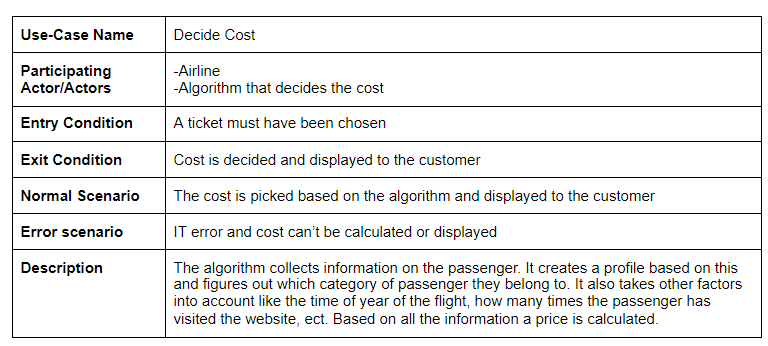 Use-Case Name Decide Cost
Participating Actor/Actors -Airline
-Algorithm that decides the cost
Entry Condition A ticket must have been chosen
Exit Condition Cost is decided and displayed to the customer
Normal Scenario The cost is picked based on the algorithm and displayed to the customer
Error scenario IT error and cost can’t be calculated or displayed
Description The algorithm collects information on the passenger. It creates a profile based on this
and figures out which category of passenger they belong to. It also takes other factors
into account like the time of year of the flight, how many times the passenger has
visited the website, ect. Based on all the information a price is calculated.